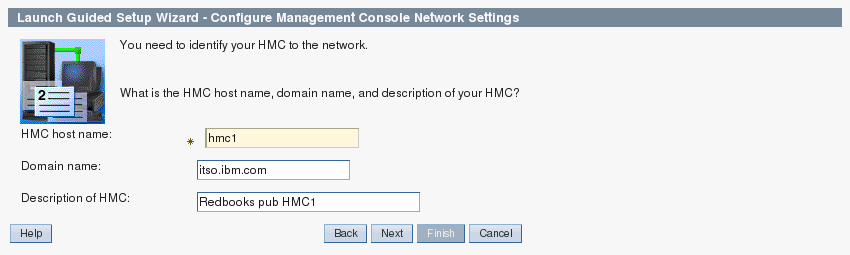 Launch Guided Setup Wizard - Configure Management Console Network Settings
You need to identify your HMC to the network.
What is the HMC host name, domain name, and description of your HMC?
2
HMC host name: * hmc1
Domain name: itso.ibm.com
Description of HMC: Redbooks pub HMC1
Help Back Next Finish Cancel